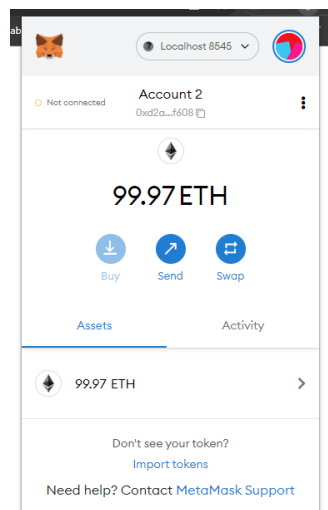 ab
Localhost 8545
Not connected
Account 2
0xd2a...f608
99.97 ETH
Buy
Send
Swap
Assets
Activity
99.97 ETH
Don't see your token?
Import tokens
Need help? Contact MetaMask Support